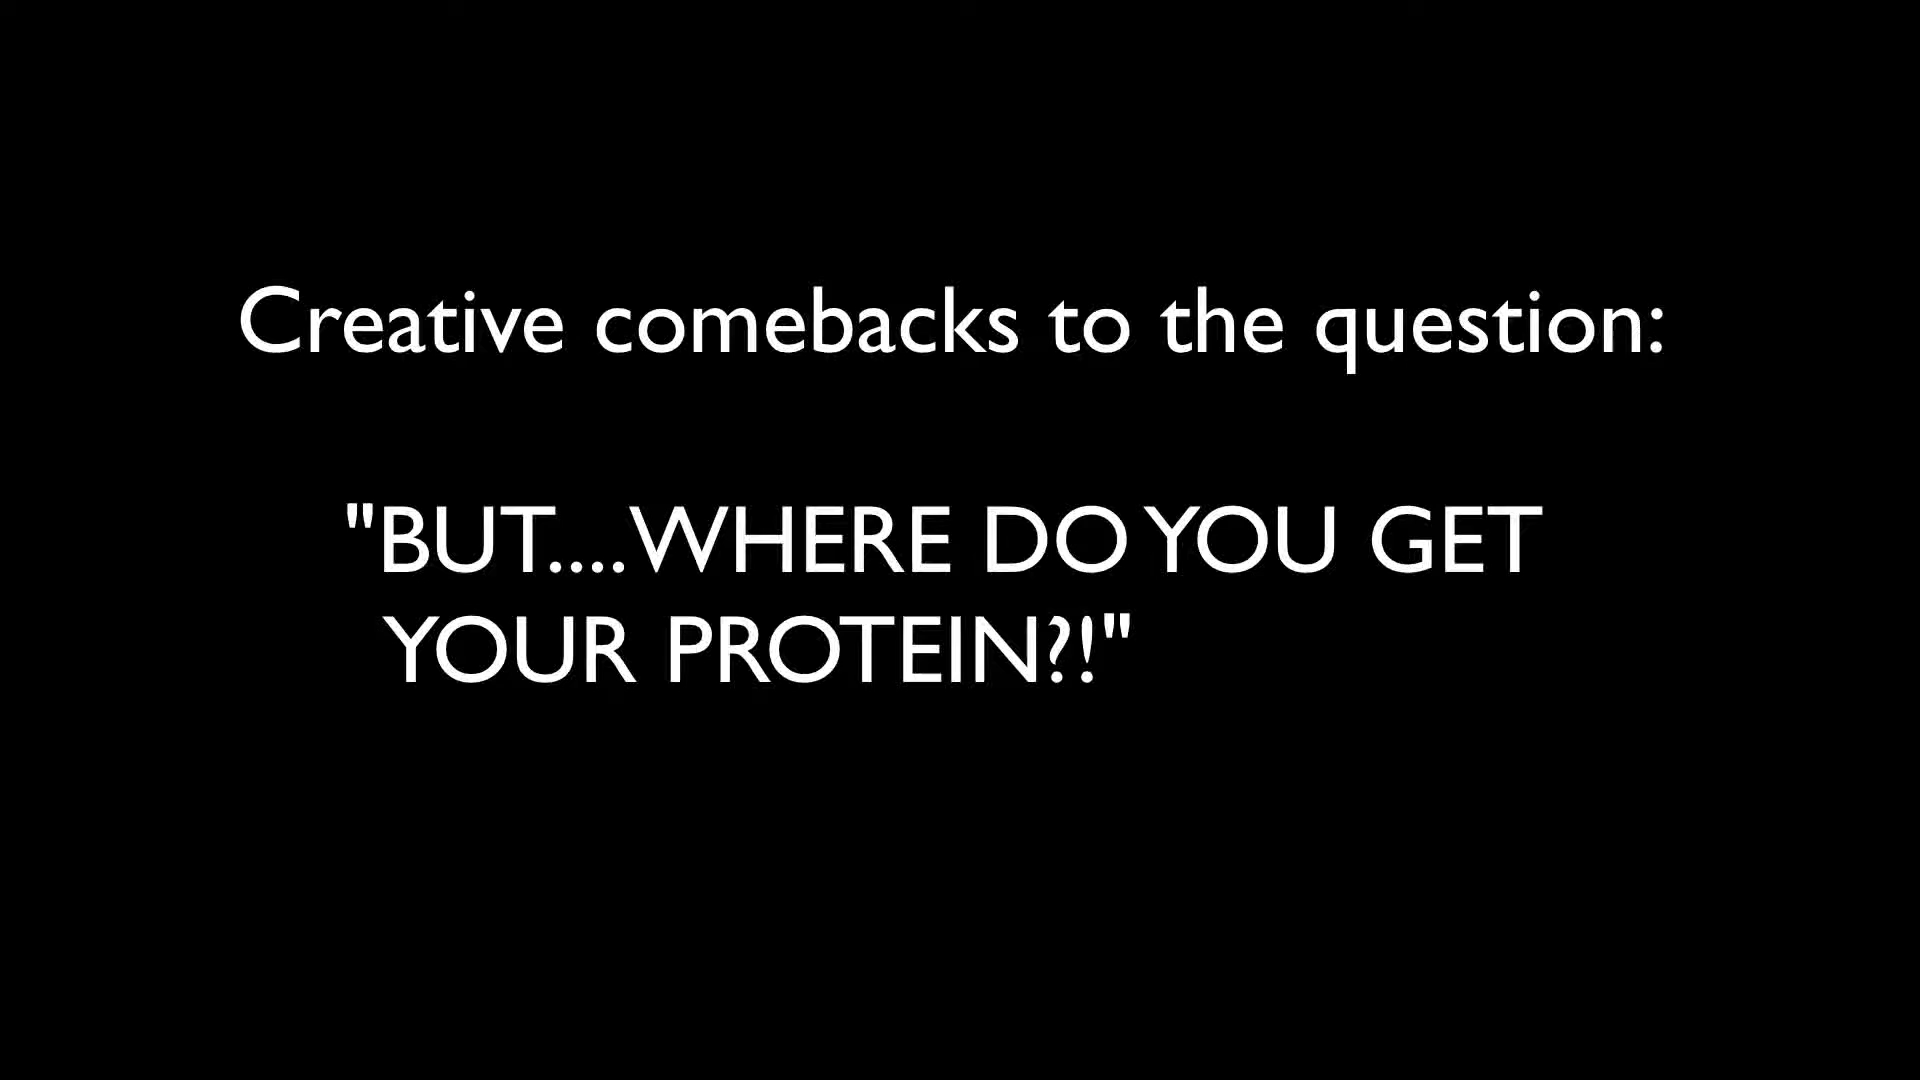 Creative comebacks to the question:
"BUT....WHERE DO YOU GET
YOUR PROTEIN?!"